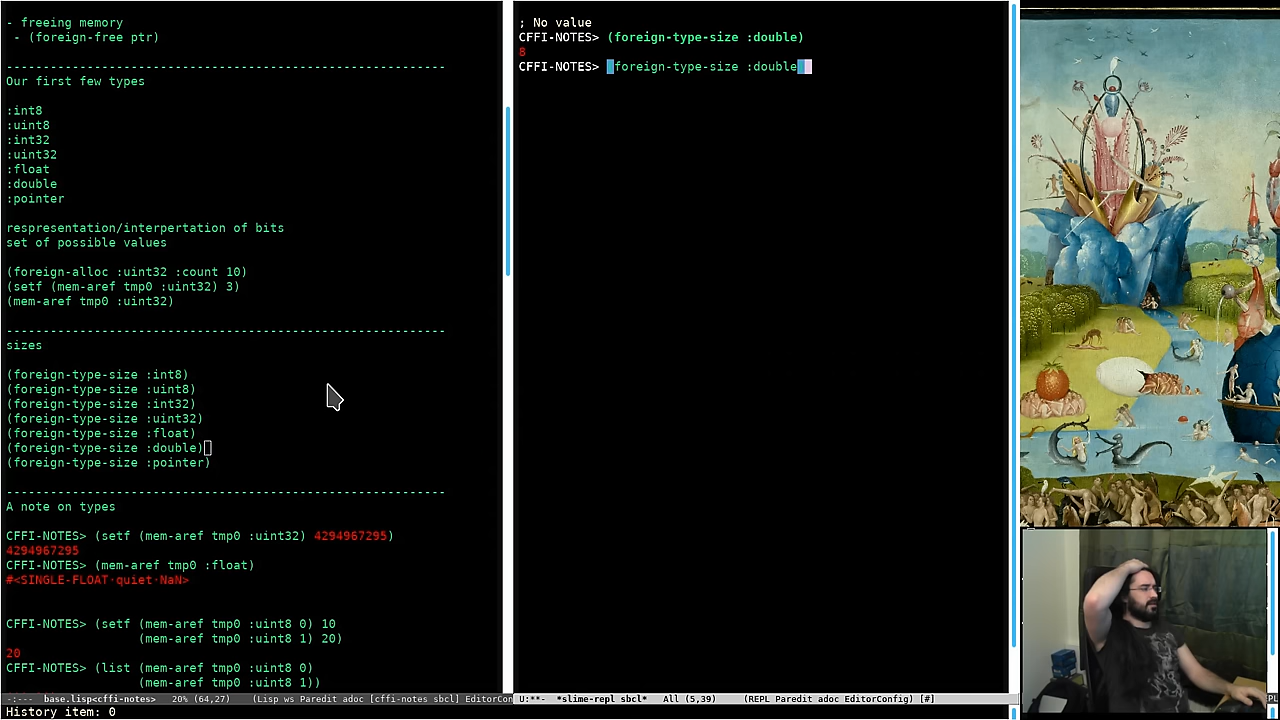 - freeing memory
 - (foreign-free ptr)
------------------------------------------------------------
Our first few types
:int8
:uint8
:int32
:uint32
:float
:double
:pointer
respresentation/interpertation of bits
set of possible values
(foreign-alloc :uint32 :count 10)
(setf (mem-aref tmp0 :uint32) 3)
(mem-aref tmp0 :uint32)
------------------------------------------------------------
sizes
(foreign-type-size :int8)
(foreign-type-size :uint8)
(foreign-type-size :int32)
(foreign-type-size :uint32)
(foreign-type-size :float)
(foreign-type-size :double)
(foreign-type-size :pointer)
------------------------------------------------------------
A note on types
CFFI-NOTES> (setf (mem-aref tmp0 :uint32) 4294967295)
4294967295
CFFI-NOTES> (mem-aref tmp0 :float)
#<SINGLE-FLOAT·quiet·NaN>
CFFI-NOTES> (setf (mem-aref tmp0 :uint8 0) 10
                  (mem-aref tmp0 :uint8 1) 20)
20
CFFI-NOTES> (list (mem-aref tmp0 :uint8 0)
                  (mem-aref tmp0 :uint8 1))
-:---  base.lisp<cffi-notes>   20% (64,27)    (Lisp ws Paredit adoc [cffi-notes sbcl] EditorCon
History item: 0
; No value
CFFI-NOTES> (foreign-type-size :double)
8
CFFI-NOTES> (foreign-type-size :double)
U:**-  *slime-repl sbcl*   All (5,39)     (REPL Paredit adoc EditorConfig) [#]